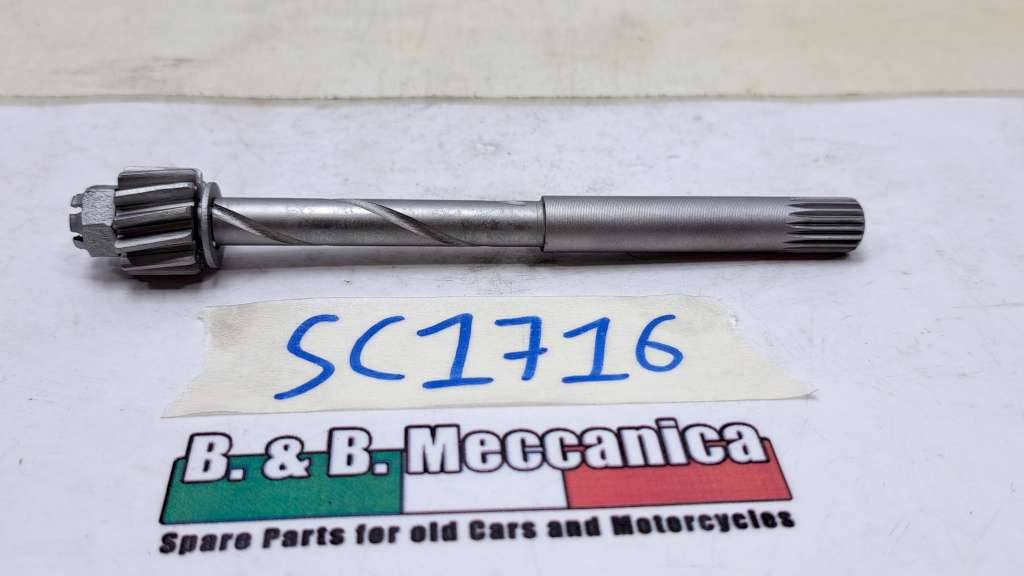 SC1716
B. & B. Meccanica
Spare Parts for old Cars and Motorcycles